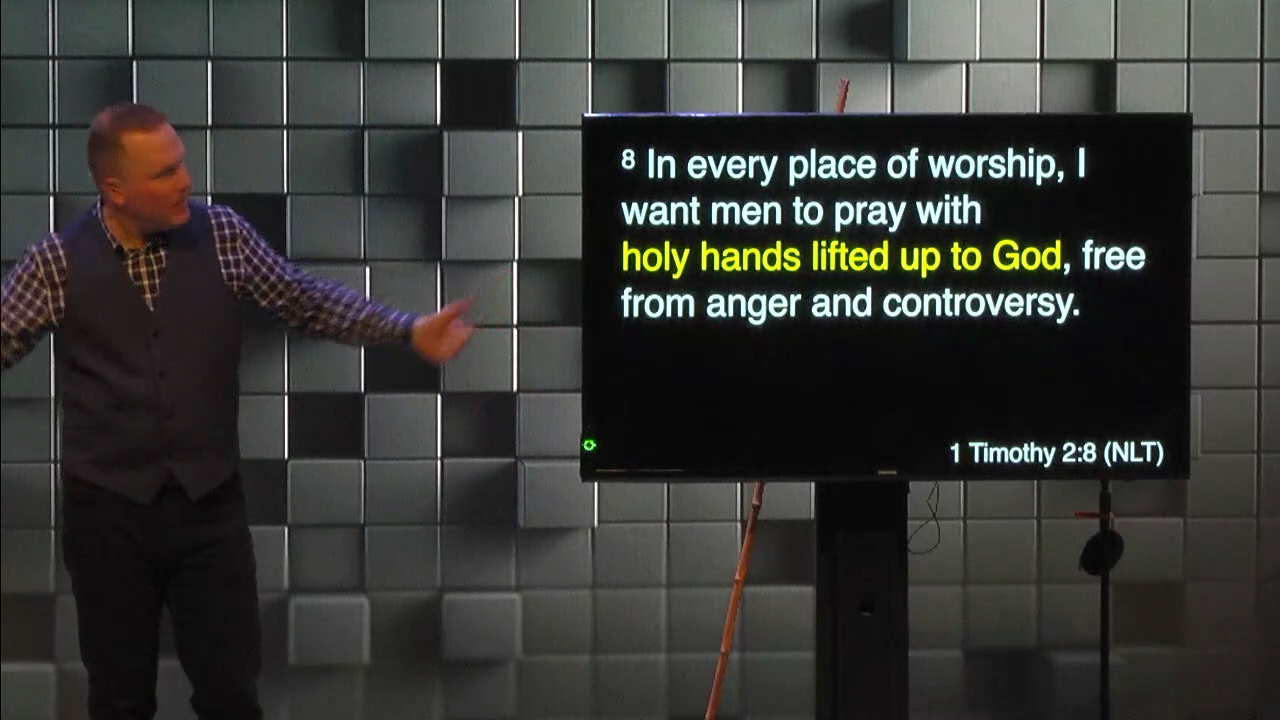 8 In every place of worship, I
want men to pray with
holy hands lifted up to God, free
from anger and controversy.
1 Timothy 2:8 (NLT)